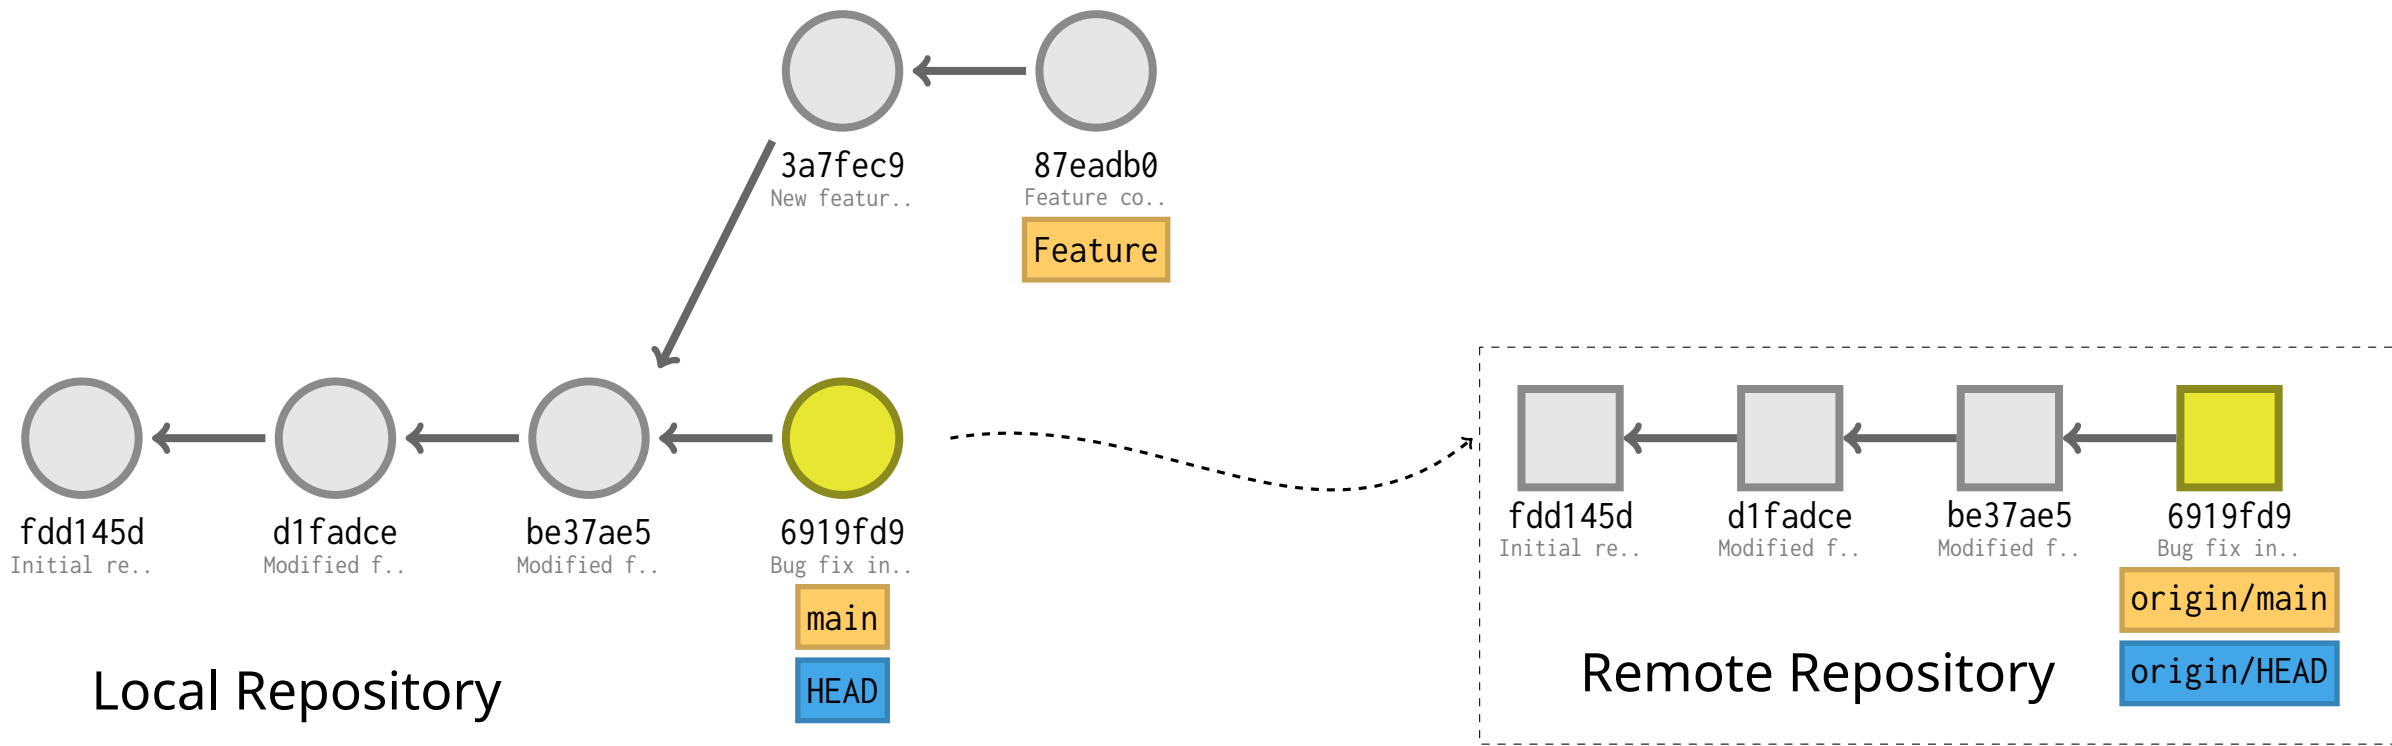 3a7fec9
New featur..
87eadb0
Feature co..
Feature
fdd145d
Initial re..
d1fadce
Modified f..
be37ae5
Modified f..
6919fd9
Bug fix in..
main
HEAD
Local Repository
fdd145d
Initial re..
d1fadce
Modified f..
be37ae5
Modified f..
6919fd9
Bug fix in..
origin/main
origin/HEAD
Remote Repository